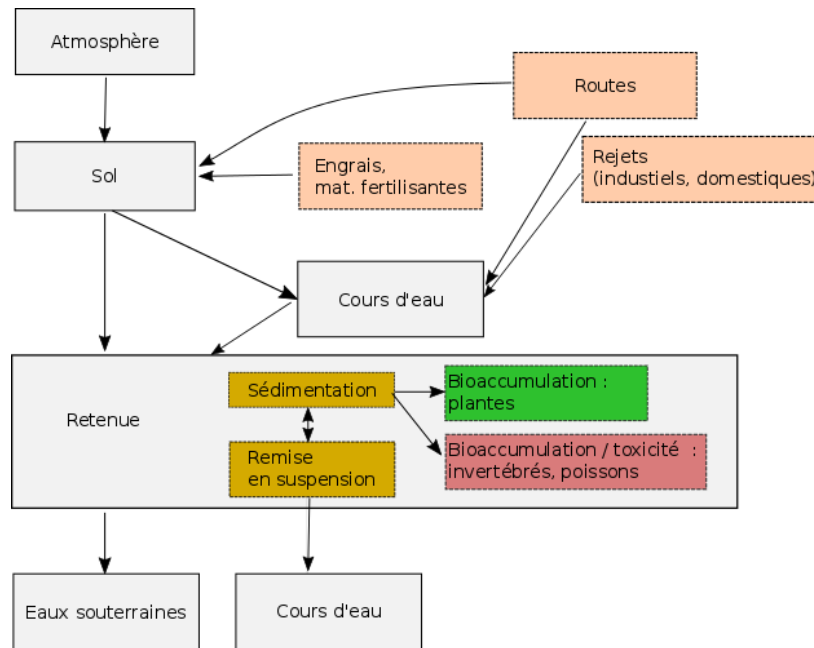 Atmosphère
Routes
Sol
Engrais,
mat. fertilisantes
Rejets
(industiels, domestiques)
Cours d'eau
Retenue
Sédimentation
Bioaccumulation :
plantes
Remise
en suspension
Bioaccumulation / toxicité :
invertébrés, poissons
Eaux souterraines
Cours d'eau